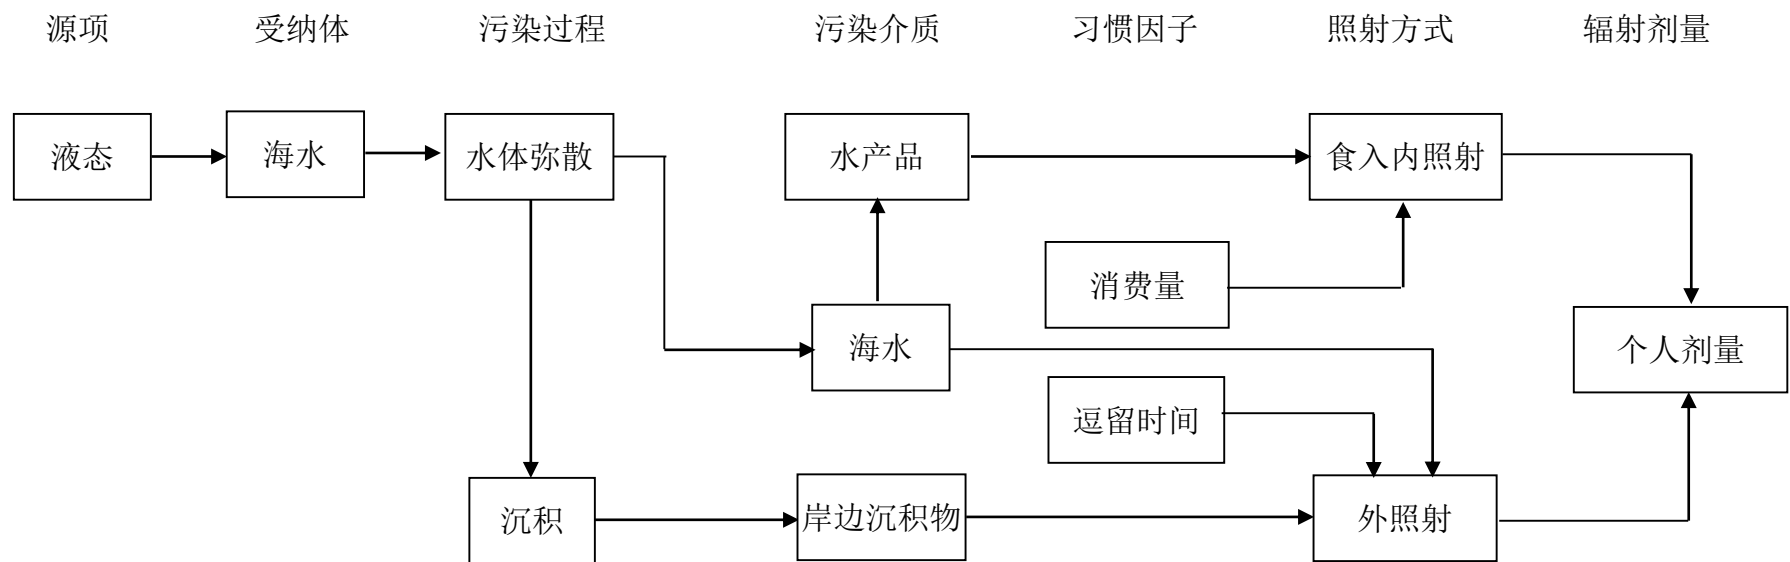 源项
受纳体
污染过程
污染介质
习惯因子
照射方式
辐射剂量
液态
海水
水体弥散
水产品
食入内照射
消费量
海水
个人剂量
逗留时间
沉积
岸边沉积物
外照射